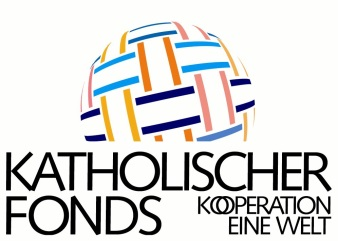 KATHOLISCHER
FONDS
KOOPERATION
EINE WELT